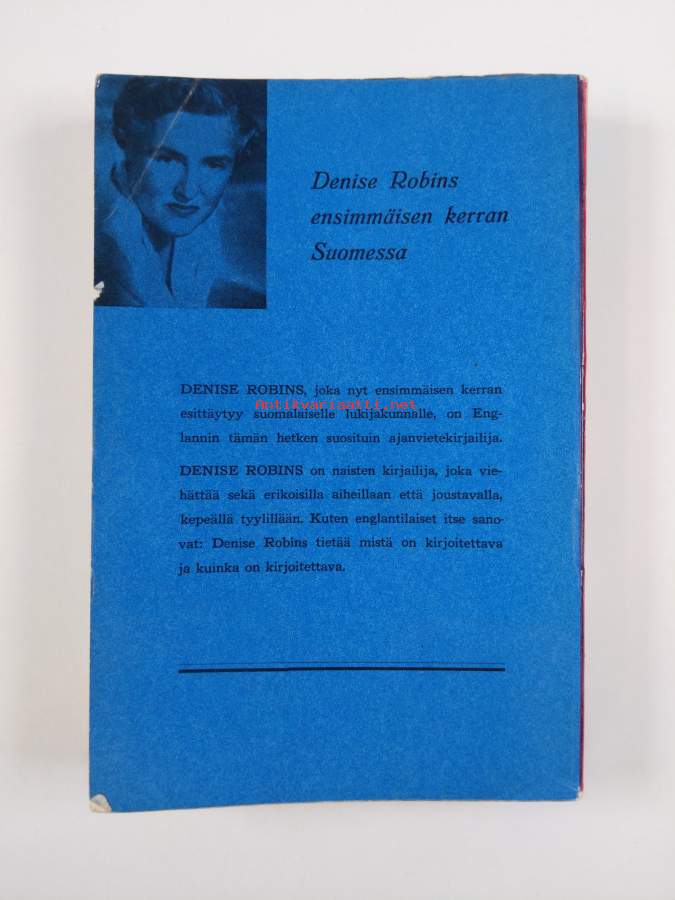 Denise Robins
ensimmäisen kerran
Suomessa
DENISE ROBINS, joka nyt ensimmäisen kerran
Antikvariaatti.net
esittäytyy suomalaiselle lukijakunnalle, on Eng-
lannin tämän hetken suosituin ajanvietekirjailija.
DENISE ROBINS on naisten kirjailija, joka vie-
hättää sekä erikoisilla aiheillaan että joustavalla,
kepeällä tyylillään. Kuten englantilaiset itse sano-
vat: Denise Robins tietää mistä on kirjoitettava
ja kuinka on kirjoitettava.